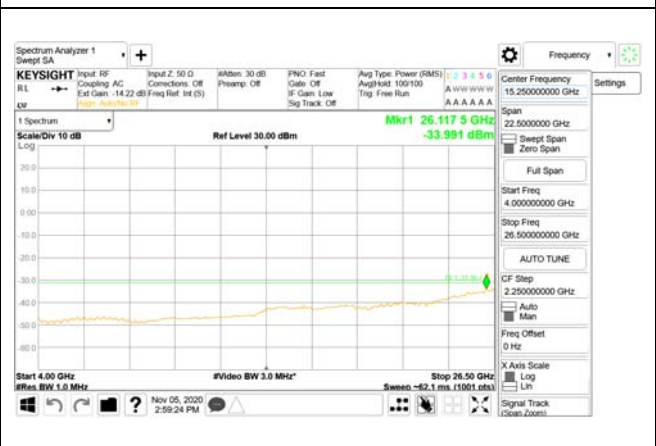 Spectrum Analyzer 1
Swept SA
Frequency
KEYSIGHT
RL
Input: RF
Coupling: AC
Ext Gain: -14.22 dB
Align: Auto/No RF
Input Z: 50 Ω
Corrections: Off
Freq Ref: Int (S)
#Atten: 30 dB
Preamp: Off
PNO: Fast
Gate: Off
IF Gain: Low
Sig Track: Off
Avg Type: Power (RMS)
Avg|Hold: 100/100
Trig: Free Run
1 2 3 4 5 6
A W W W W W
A A A A A A
Settings
1 Spectrum
Scale/Div 10 dB
Ref Level 30.00 dBm
Mkr1 26.117 5 GHz
-33.991 dBm
Log
20.0
10.0
0.00
-10.0
-20.0
-30.0
-40.0
-50.0
-60.0
Start 4.00 GHz
#Video BW 3.0 MHz*
Stop 26.50 GHz
#Res BW 1.0 MHz
Sweep ~62.1 ms (1001 pts)
Center Frequency
15.250000000 GHz
Span
22.5000000000 GHz
Swept Span
Zero Span
Full Span
Start Freq
4.000000000 GHz
Stop Freq
26.500000000 GHz
AUTO TUNE
CF Step
2.250000000 GHz
Auto
Man
Freq Offset
0 Hz
X Axis Scale
Log
Lin
Signal Track
(Span Zoom)
Nov 05, 2020
2:59:24 PM